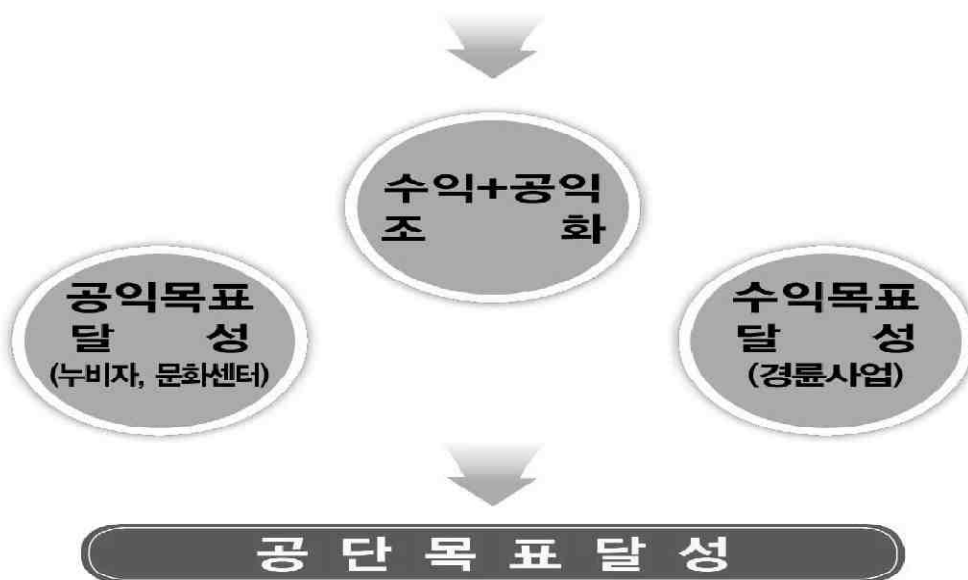 수익+공익
조 화
공익목표
달 성
(누비자, 문화센터)
수익목표
달 성
(경륜사업)
공 단 목 표 달 성